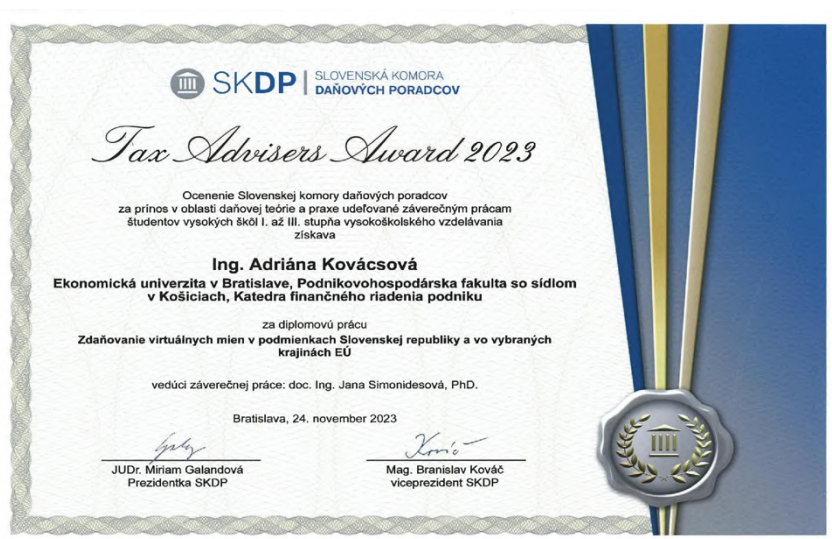 SKDP
SLOVENSKÁ KOMORA
DAŇOVÝCH PORADCOV
Tax Advisers Award 2023
Ocenenie Slovenskej komory daňových poradcov
za prinos v oblasti daňovej teórie a praxe udeľované záverečným prácam
študentov vysokých škôl I. až III. stupňa vysokoškolského vzdelávania
získava
Ing. Adriána Kovácsová
Ekonomická univerzita v Bratislave, Podnikovohospodárska fakulta so sídlom
v Košiciach, Katedra finančného riadenia podniku
za diplomovú prácu
Zdaňovanie virtuálnych mien v podmienkach Slovenskej republiky a vo vybraných
krajinách EÚ
vedúci záverečnej práce: doc. Ing. Jana Simonidesová, PhD.
Bratislava, 24. november 2023
JUDr. Miriam Galandová
Prezidentka SKDP
Mag. Branislav Kováč
viceprezident SKDP